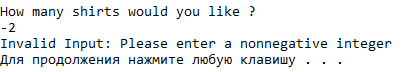 How many shirts would you like ?
-2
Invalid Input: Please enter a nonnegative integer
Для продолжения нажмите любую клавишу . . .